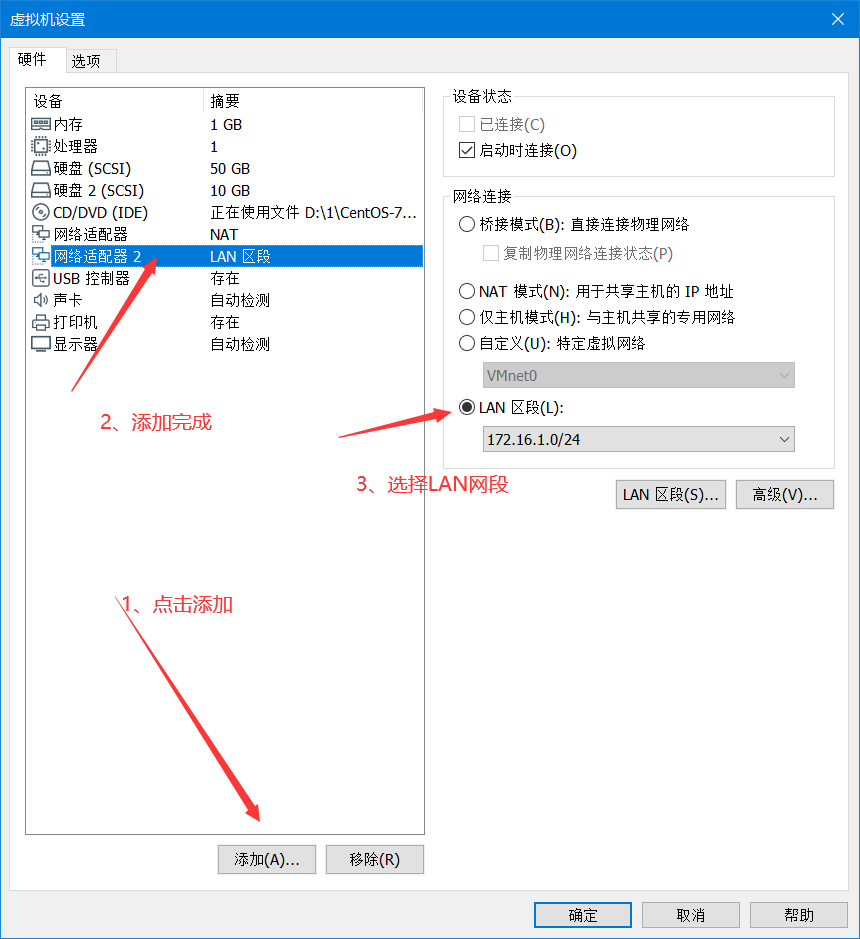 虚拟机设置
硬件 选项
设备 摘要
内存 1 GB
处理器 1
硬盘 (SCSI) 50 GB
硬盘 2 (SCSI) 10 GB
CD/DVD (IDE) 正在使用文件 D:\1\CentOS-7...
网络适配器 NAT
网络适配器 2 LAN 区段
USB 控制器 存在
声卡 自动检测
打印机 存在
显示器 自动检测
2、添加完成
1、点击添加
添加(A)... 移除(R)
设备状态
已连接(C)
启动时连接(O)
网络连接
桥接模式(B): 直接连接物理网络
复制物理网络连接状态(P)
NAT 模式(N): 用于共享主机的 IP 地址
仅主机模式(H): 与主机共享的专用网络
自定义(U): 特定虚拟网络
VMnet0
LAN 区段(L):
172.16.1.0/24
3、选择LAN网段
LAN 区段(S)... 高级(V)...
确定 取消 帮助